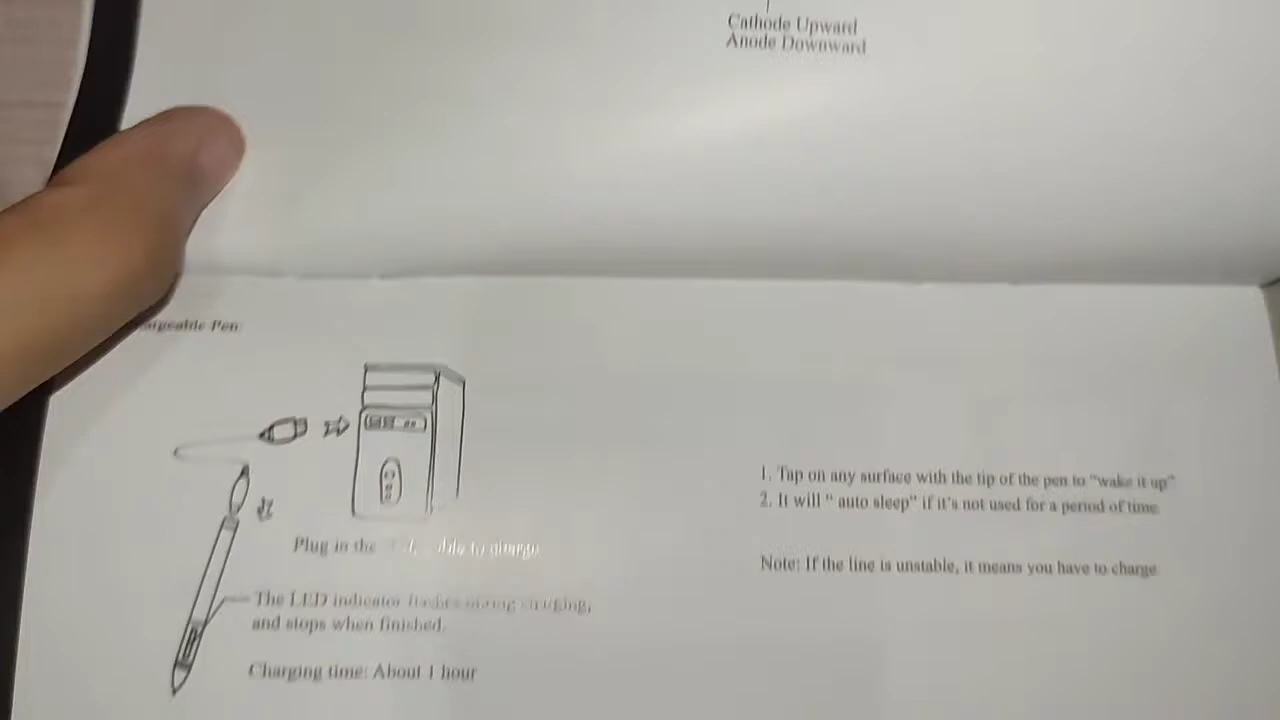 Cathode Upward
Anode Downward
Pen:
1. Tap on any surface with the tip of the pen to "wake it up"
2. It will " auto sleep" if it's not used for a period of time
Plug in the
to charge
Note: If the line is unstable, it means you have to charge
The LED indicator
and stops when finished.
Charging time: About 1 hour